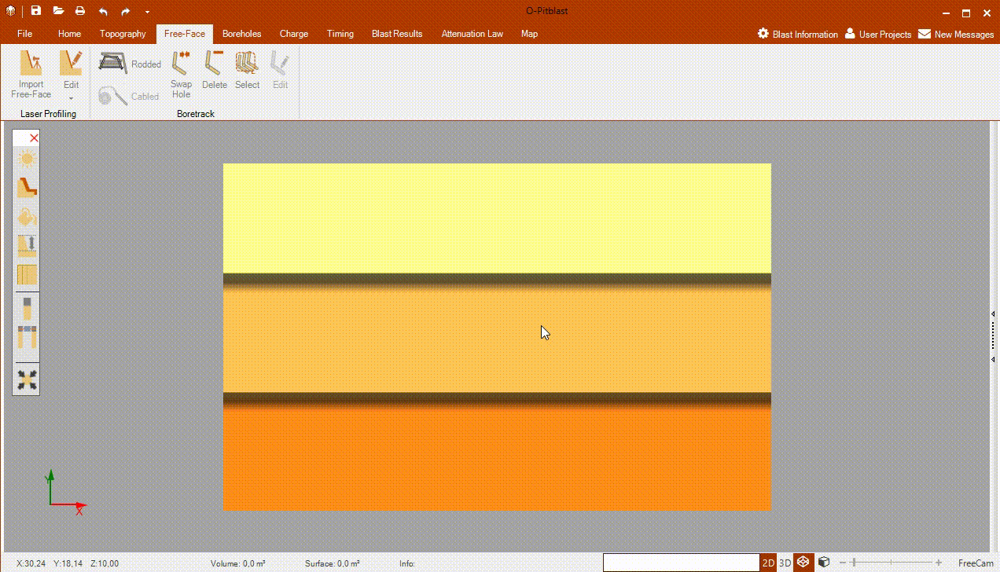 O-Pitblast
File Home Topography Free-Face Boreholes Charge Timing Blast Results Attenuation Law Map Blast Information User Projects New Messages
Import Free-Face
Edit
Rodded
Cabled
Swap Hole
Delete
Select
Edit
Laser Profiling
Boretrack
Y
X
X:30,24 Y:18,14 Z:10,00 Volume: 0,0 m³ Surface: 0,0 m² Info: 2D 3D FreeCam